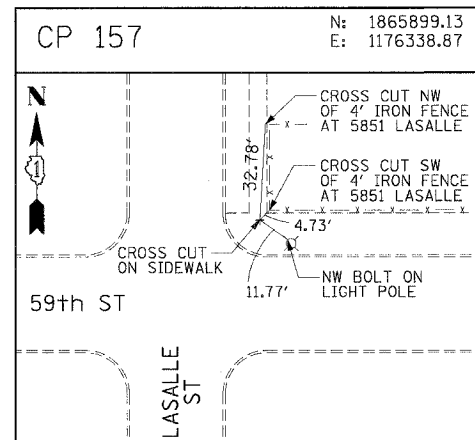 CP 157
N: 1865899.13
E: 1176338.87
N
1
CROSS CUT NW
OF 4' IRON FENCE
AT 5851 LASALLE
32.78'
CROSS CUT SW
OF 4' IRON FENCE
AT 5851 LASALLE
4.73'
CROSS CUT
ON SIDEWALK
11.77'
NW BOLT ON
LIGHT POLE
59th ST
LASALLE
ST